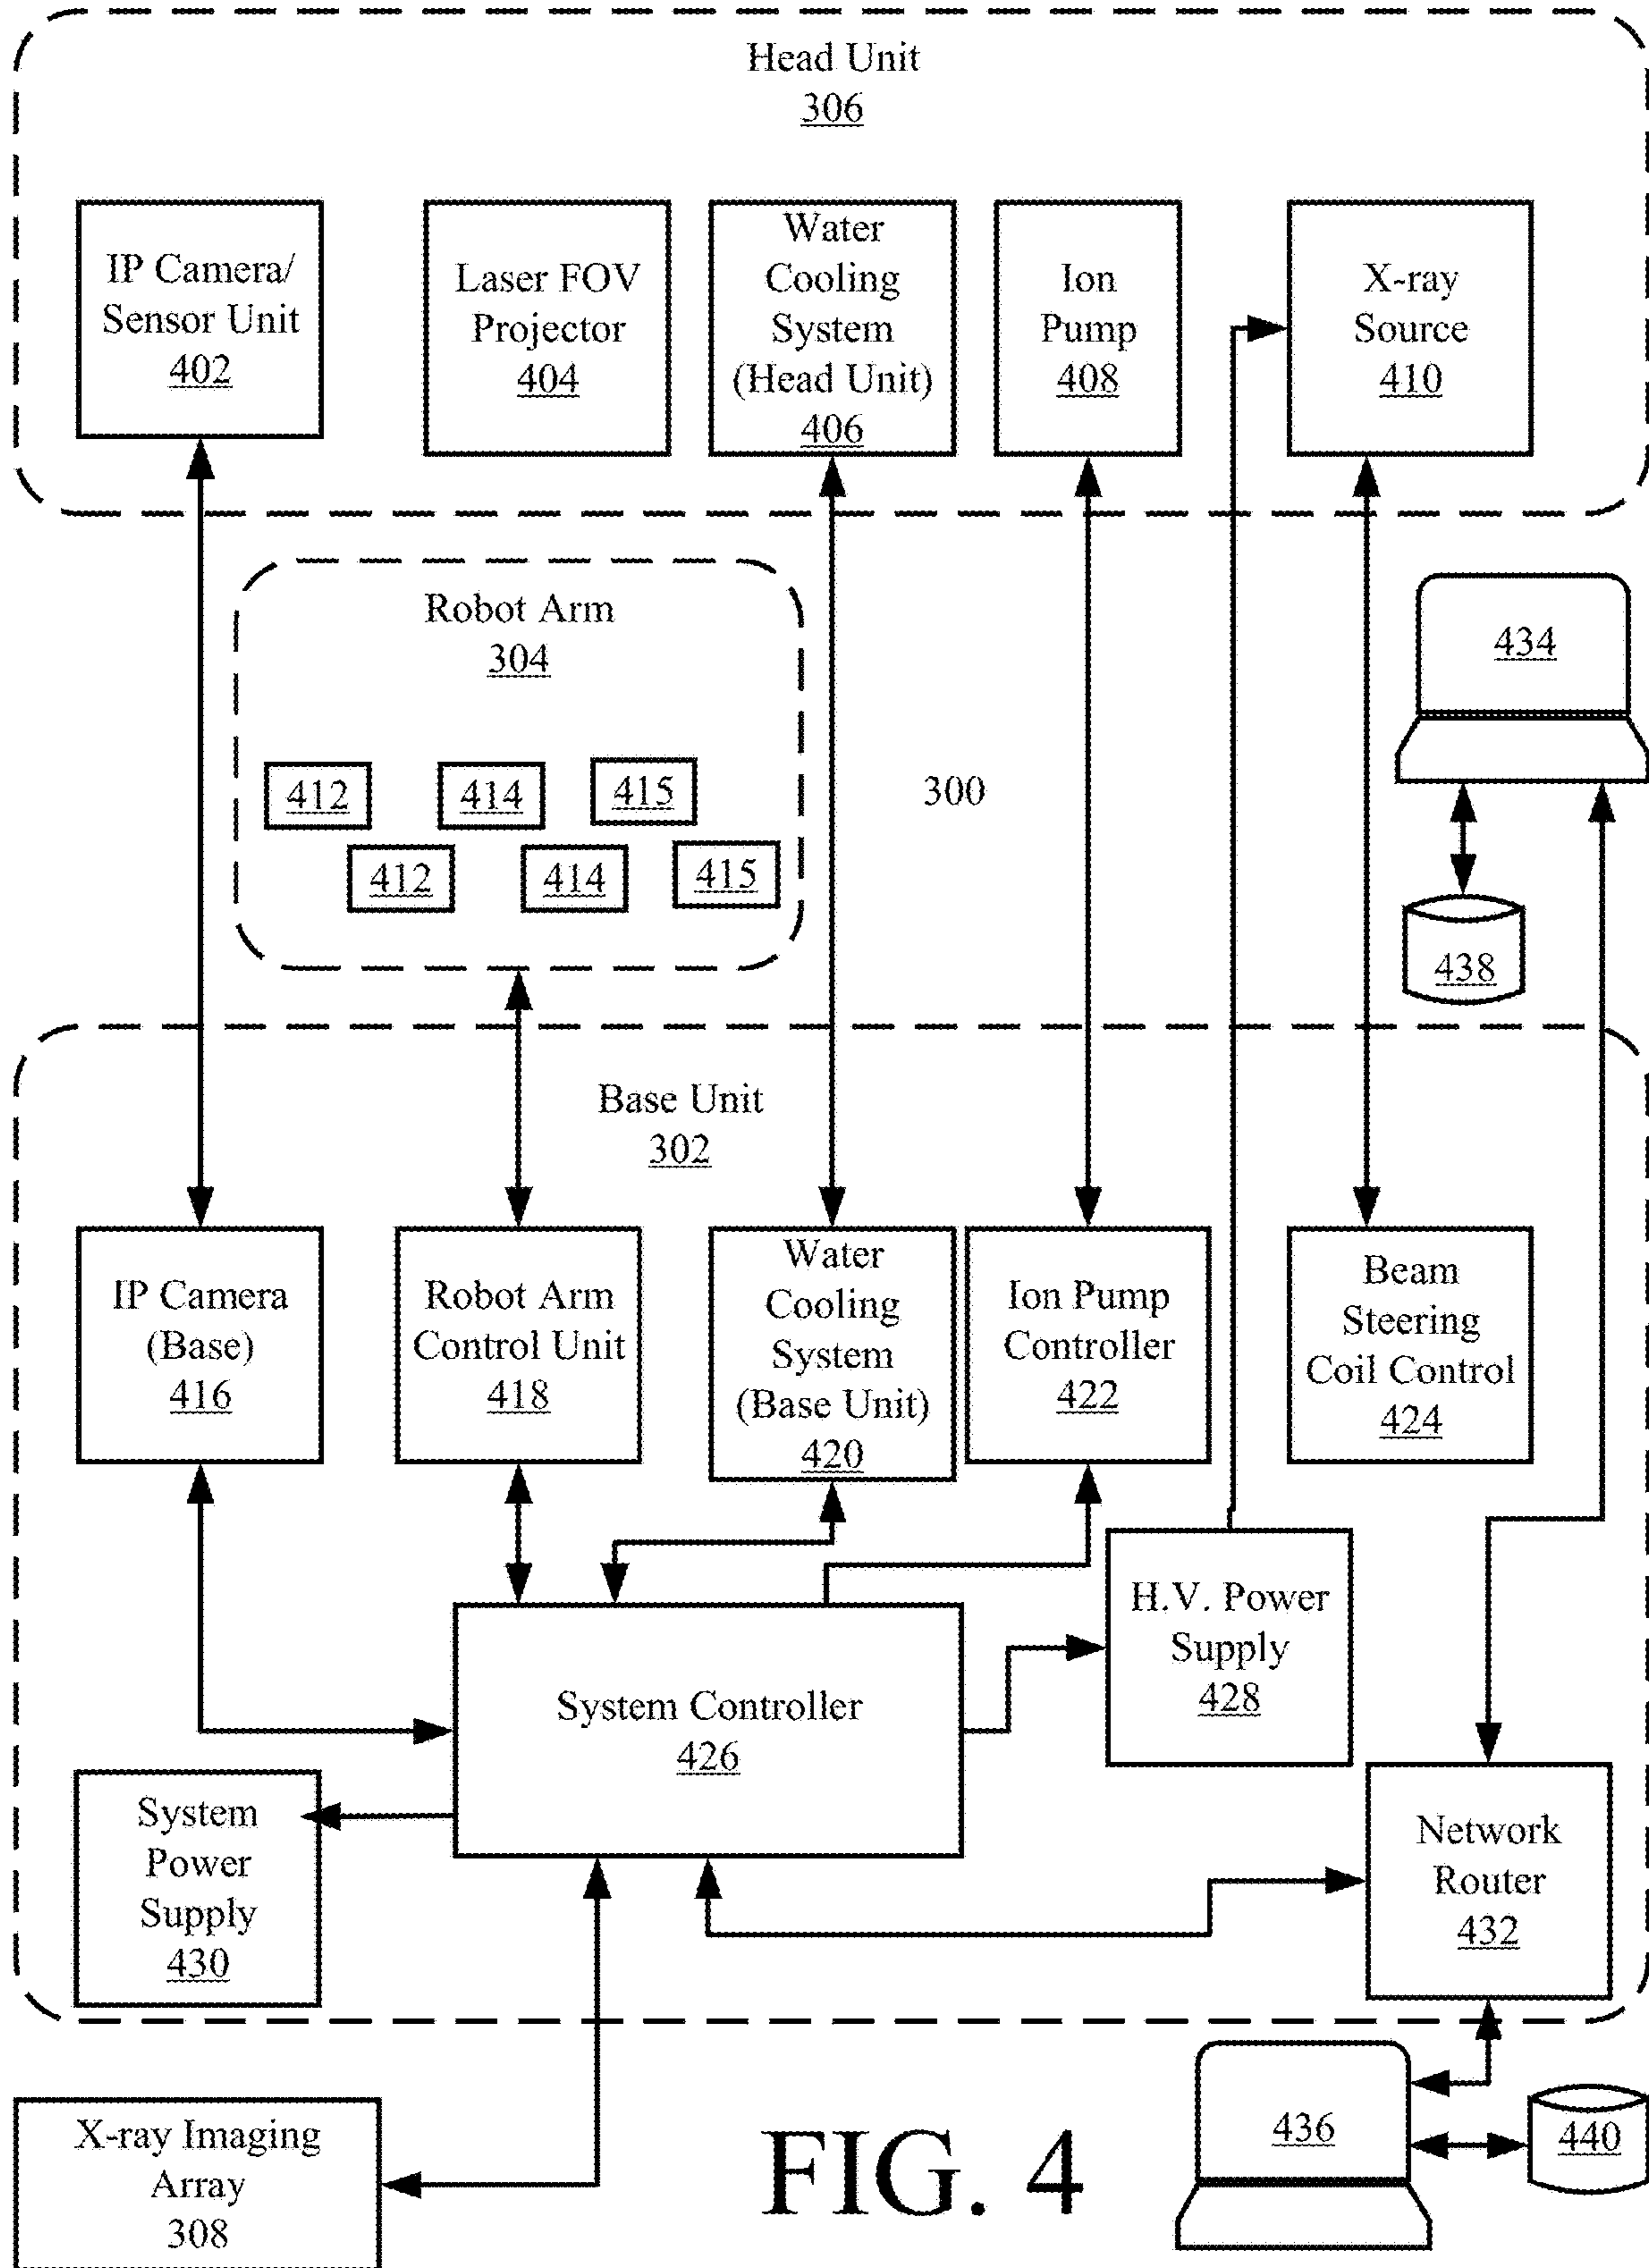 Head Unit
306
IP Camera/
Sensor Unit
402
Laser FOV
Projector
404
Water
Cooling
System
(Head Unit)
406
Ion
Pump
408
X-ray
Source
410
Robot Arm
304
412
414
415
412
414
415
300
434
438
Base Unit
302
IP Camera
(Base)
416
Robot Arm
Control Unit
418
Water
Cooling
System
(Base Unit)
420
Ion Pump
Controller
422
Beam
Steering
Coil Control
424
System Controller
426
H.V. Power
Supply
428
System
Power
Supply
430
Network
Router
432
X-ray Imaging
Array
308
FIG. 4
436
440